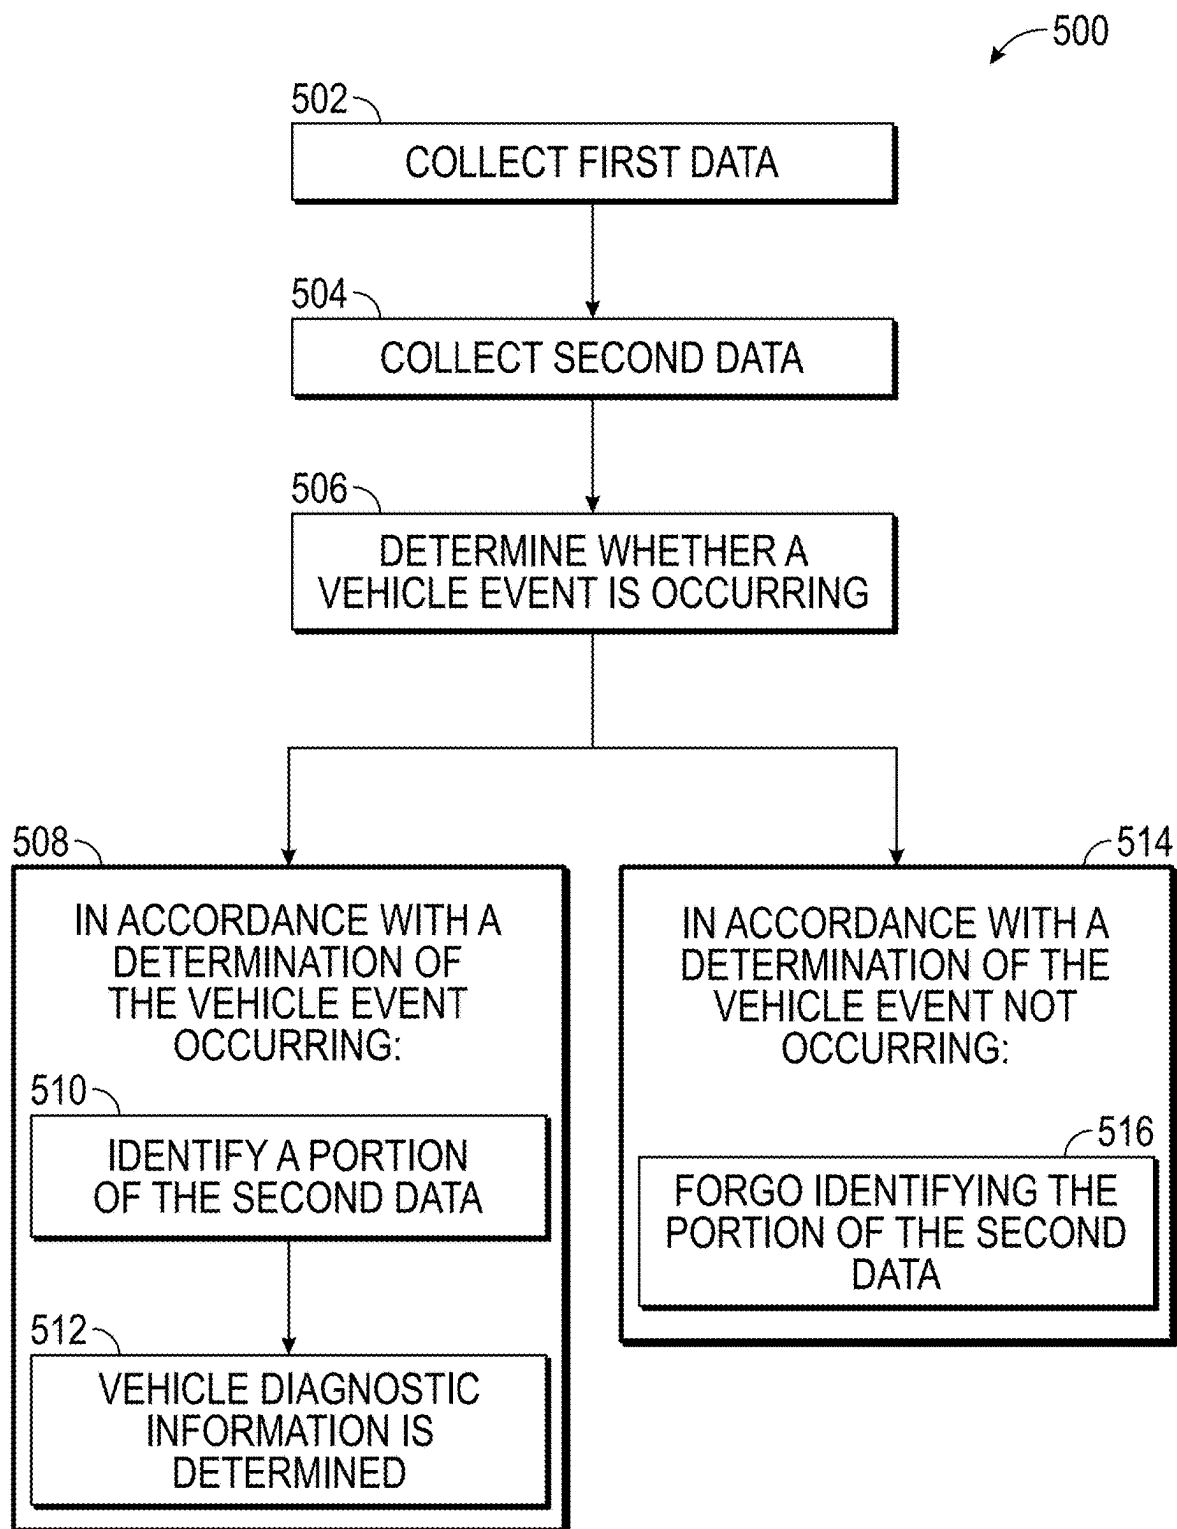 500
502
COLLECT FIRST DATA
504
COLLECT SECOND DATA
506
DETERMINE WHETHER A
VEHICLE EVENT IS OCCURRING
508
IN ACCORDANCE WITH A
DETERMINATION OF
THE VEHICLE EVENT
OCCURRING:
510
IDENTIFY A PORTION
OF THE SECOND DATA
512
VEHICLE DIAGNOSTIC
INFORMATION IS
DETERMINED
514
IN ACCORDANCE WITH A
DETERMINATION OF THE
VEHICLE EVENT NOT
OCCURRING:
516
FORGO IDENTIFYING THE
PORTION OF THE SECOND
DATA